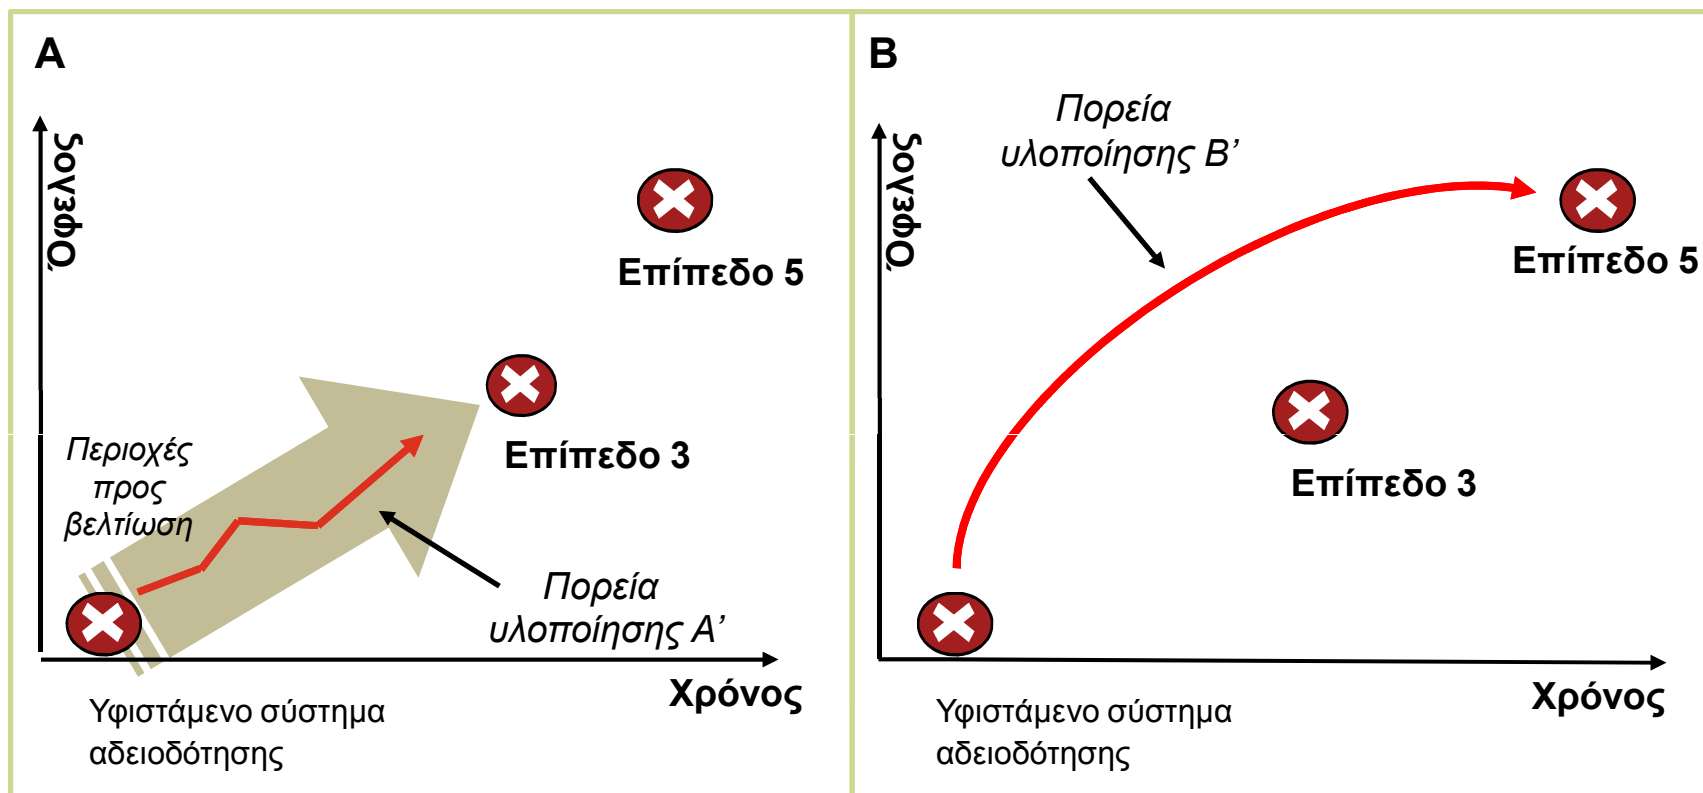 A
Όφελος
Επίπεδο 5
Επίπεδο 3
Περιοχές
προς
βελτίωση
Πορεία
υλοποίησης Α’
Χρόνος
Υφιστάμενο σύστημα
αδειοδότησης
B
Πορεία
υλοποίησης Β’
Όφελος
Επίπεδο 5
Επίπεδο 3
Χρόνος
Υφιστάμενο σύστημα
αδειοδότησης